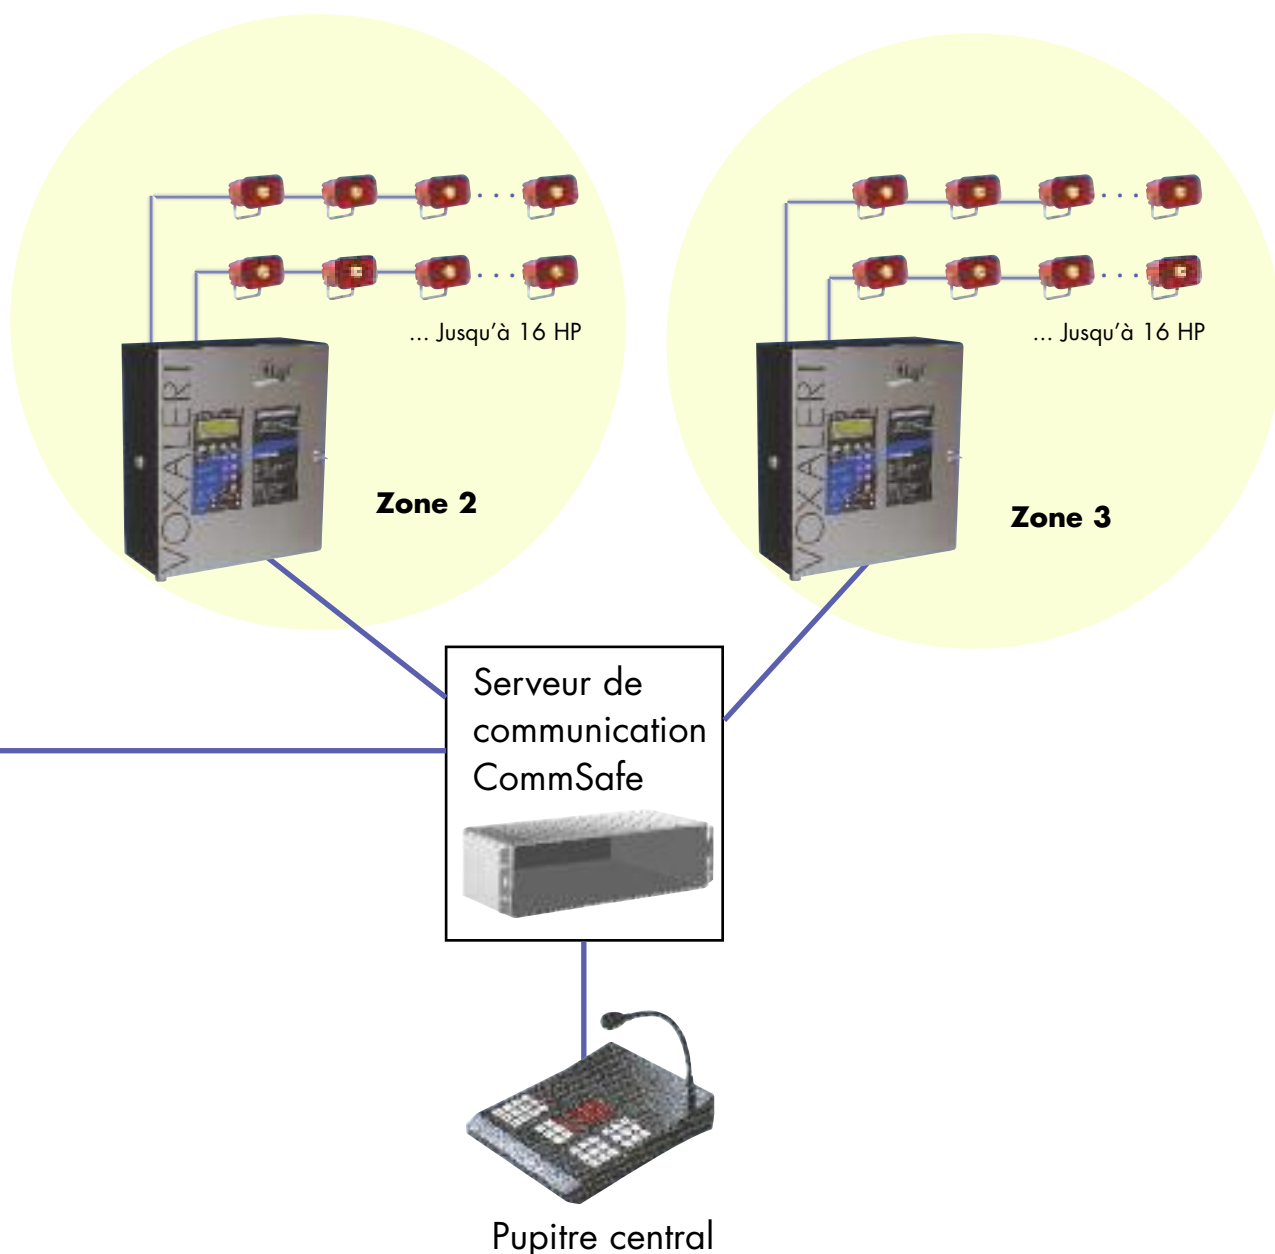 ... Jusqu'à 16 HP
... Jusqu'à 16 HP
VOXALERT
VOXALERT
Zone 2
Zone 3
Serveur de
communication
CommSafe
Pupitre central